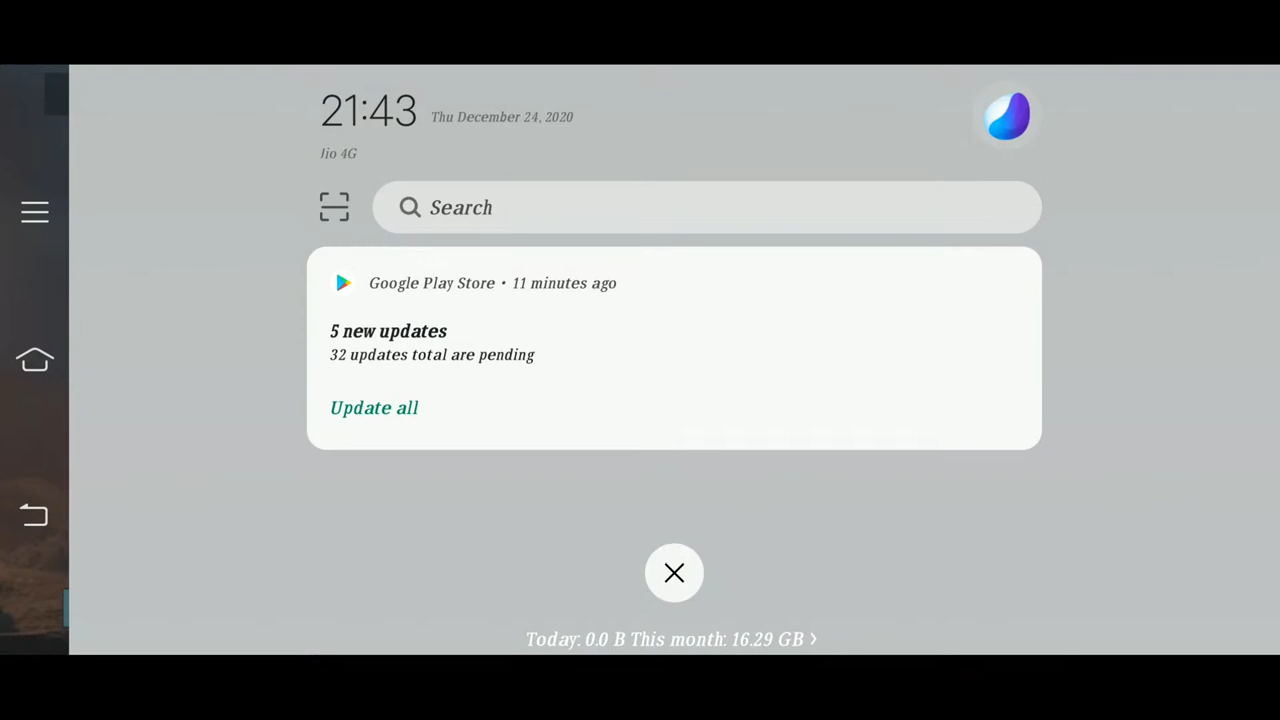 21:43 Thu December 24, 2020
Jio 4G
Search
Google Play Store • 11 minutes ago
5 new updates
32 updates total are pending
Update all
Today: 0.0 B This month: 16.29 GB >